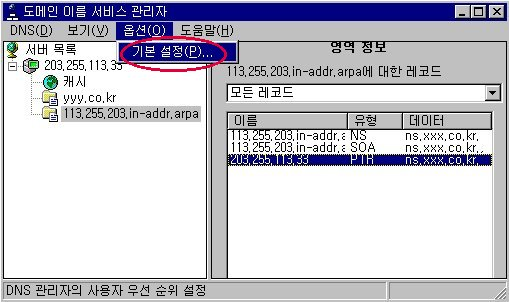 도메인 이름 서비스 관리자
DNS(D) 보기(V) 옵션(O) 도움말(H)
기본 설정(P)...
서버 목록
203.255.113.33
캐시
yyy.co.kr
113.255.203.in-addr.arpa
영역 정보
113.255.203.in-addr.arpa에 대한 레코드
모든 레코드
이름 유형 데이터
113.255.203.in-addr.a NS ns.xxx.co.kr.
113.255.203.in-addr.a SOA ns.xxx.co.kr..
203.255.113.33 PTR ns.xxx.co.kr.
DNS 관리자의 사용자 우선 순위 설정